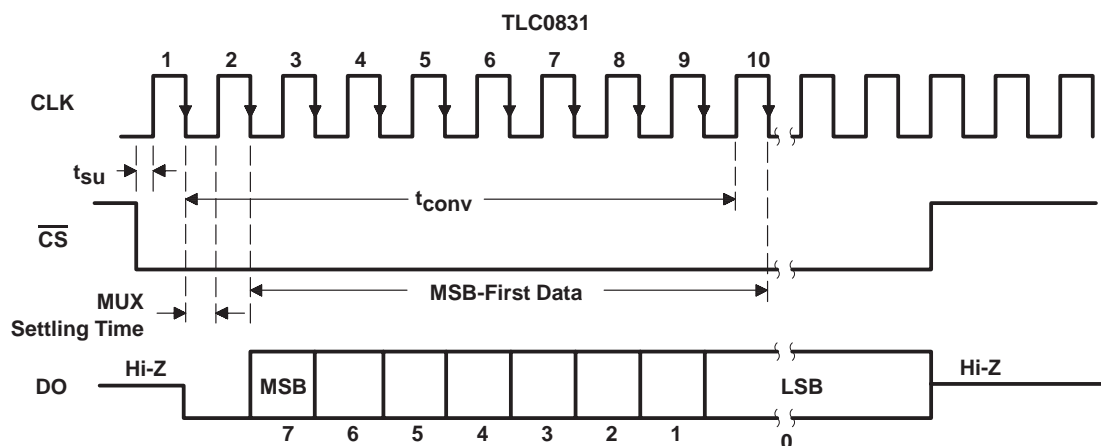 TLC0831
1 2 3 4 5 6 7 8 9 10
CLK
tsu
tconv
CS
MSB-First Data
MUX
Settling Time
Hi-Z
Hi-Z
DO
MSB
LSB
7 6 5 4 3 2 1 0